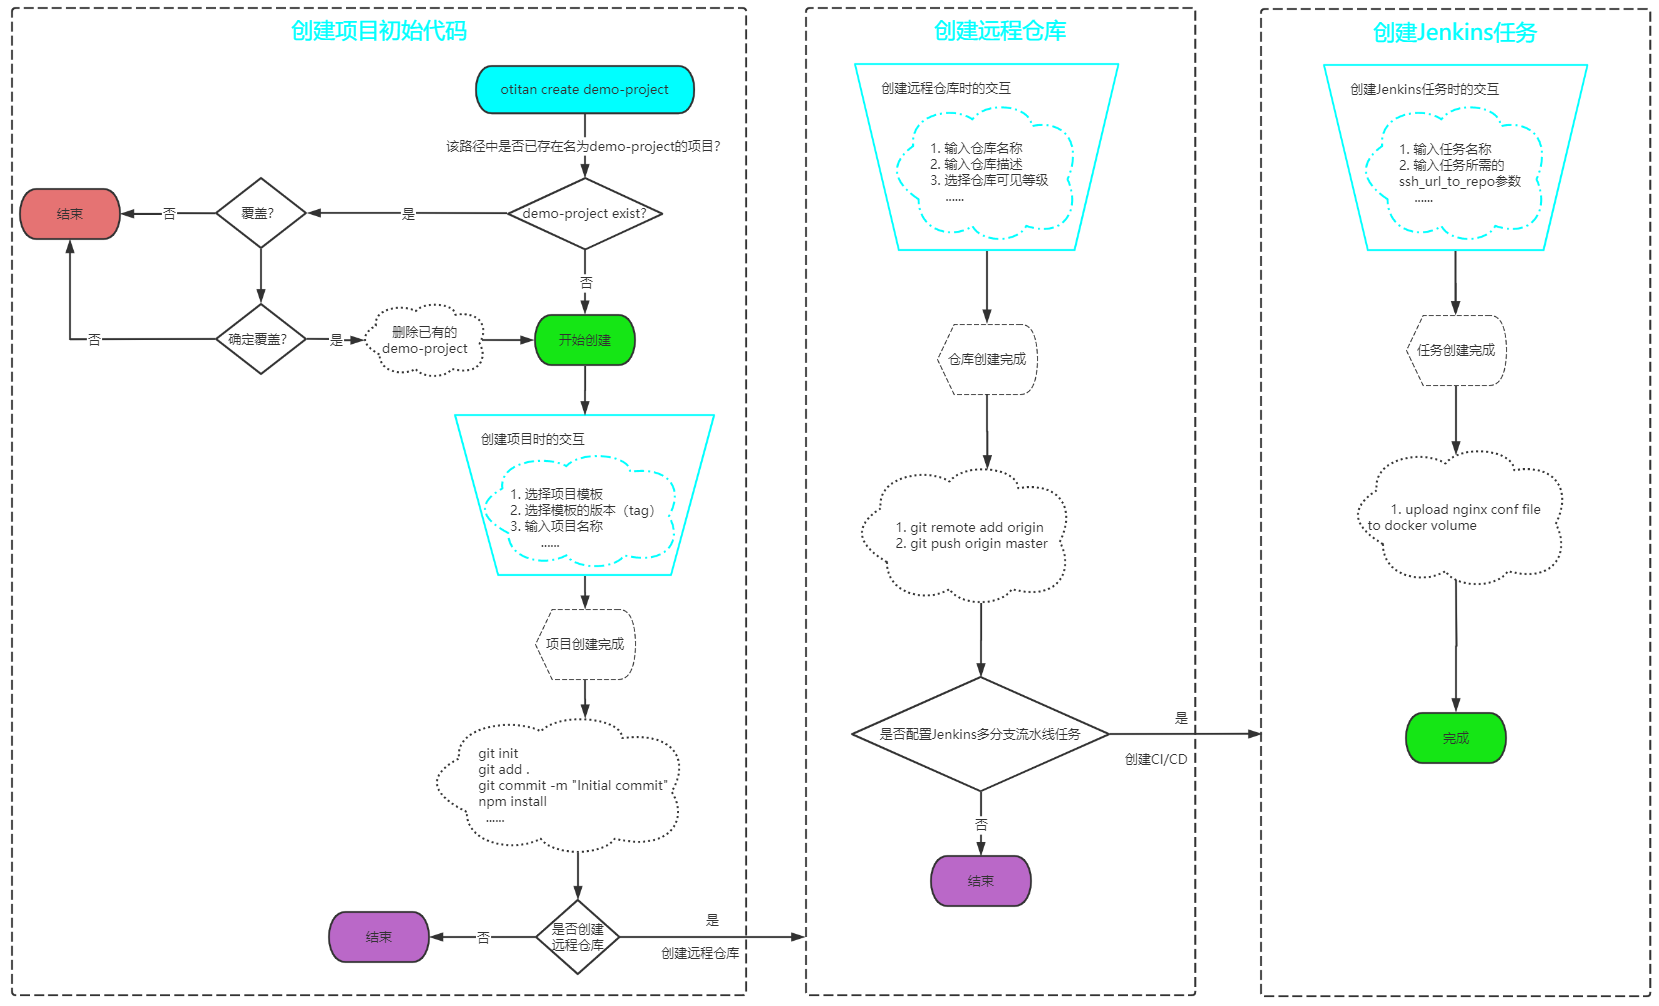 创建项目初始代码
otitan create demo-project
该路径中是否已存在名为demo-project的项目？
demo-project exist?
是
覆盖？
否
结束
否
确定覆盖？
是
删除已有的
demo-project
否
开始创建
创建项目时的交互
1. 选择项目模板
2. 选择模板的版本（tag）
3. 输入项目名称
......
项目创建完成
git init
git add .
git commit -m "Initial commit"
npm install
......
是否创建
远程仓库
否
结束
是
创建远程仓库
创建远程仓库
创建远程仓库时的交互
1. 输入仓库名称
2. 输入仓库描述
3. 选择仓库可见等级
......
仓库创建完成
1. git remote add origin
2. git push origin master
是否配置Jenkins多分支流水线任务
是
创建CI/CD
否
结束
创建Jenkins任务
创建Jenkins任务时的交互
1. 输入任务名称
2. 输入任务所需的
ssh_url_to_repo参数
......
任务创建完成
1. upload nginx conf file
to docker volume
完成